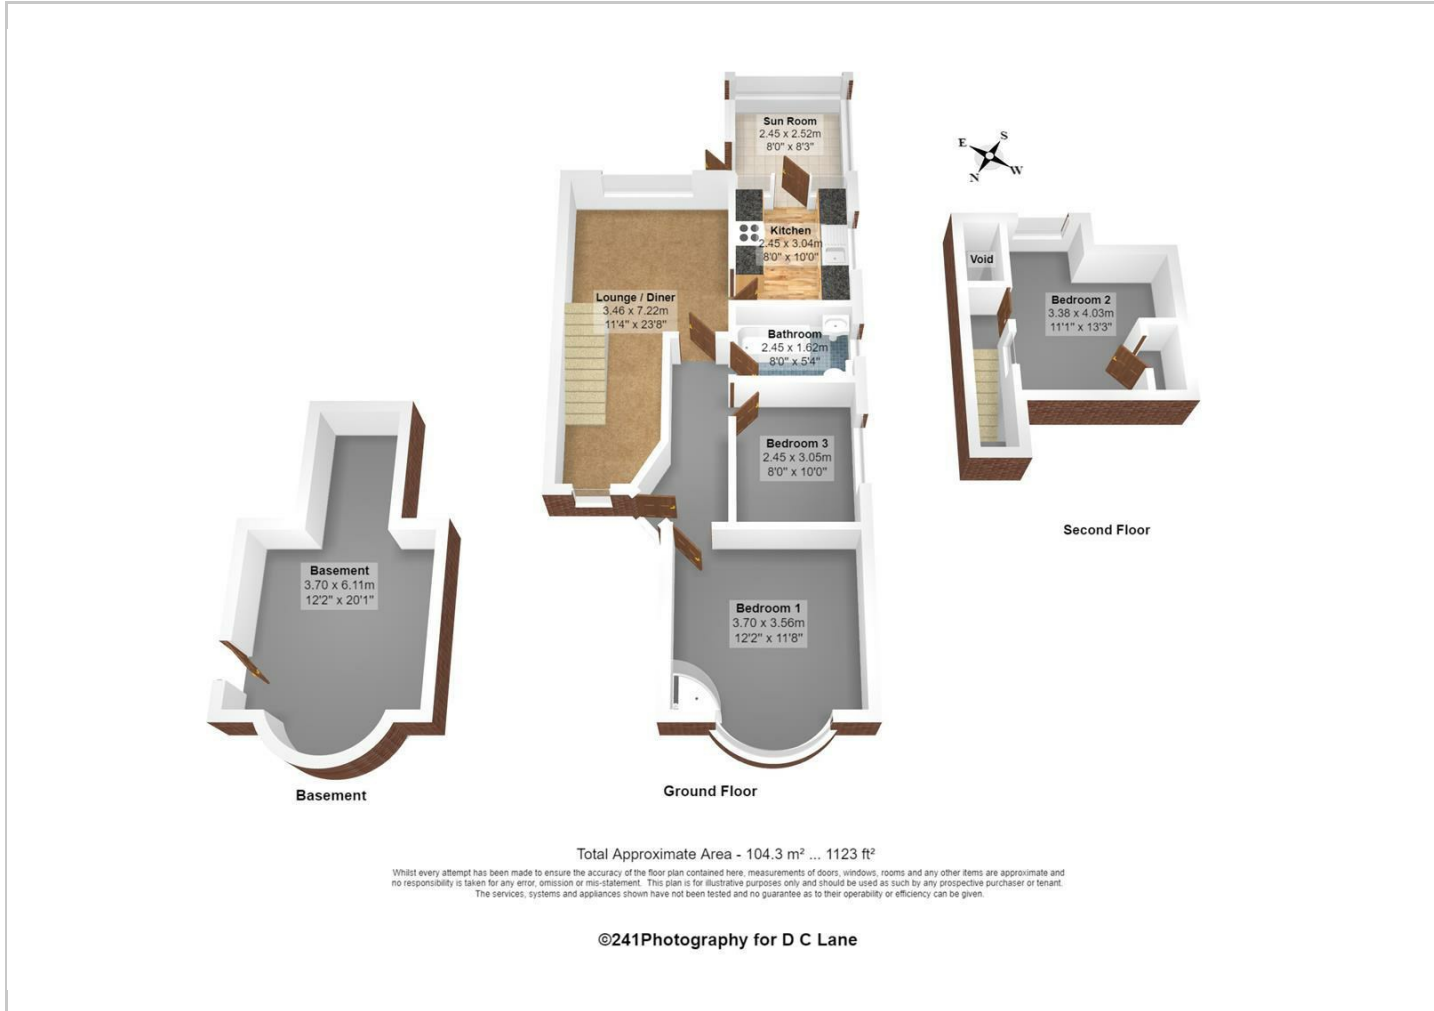 Sun Room
2.45 x 2.52m
8'0" x 8'3"
Kitchen
2.45 x 3.04m
8'0" x 10'0"
Lounge / Diner
3.46 x 7.22m
11'4" x 23'8"
Bathroom
2.45 x 1.62m
8'0" x 5'4"
Bedroom 3
2.45 x 3.05m
8'0" x 10'0"
Bedroom 1
3.70 x 3.56m
12'2" x 11'8"
Ground Floor
E
S
N
W
Void
Bedroom 2
3.38 x 4.03m
11'1" x 13'3"
Second Floor
Basement
3.70 x 6.11m
12'2" x 20'1"
Basement
Total Approximate Area - 104.3 m² ... 1123 ft²
Whilst every attempt has been made to ensure the accuracy of the floor plan contained here, measurements of doors, windows, rooms and any other items are approximate and
no responsibility is taken for any error, omission or mis-statement. This plan is for illustrative purposes only and should be used as such by any prospective purchaser or tenant.
The services, systems and appliances shown have not been tested and no guarantee as to their operability or efficiency can be given.
©241Photography for D C Lane